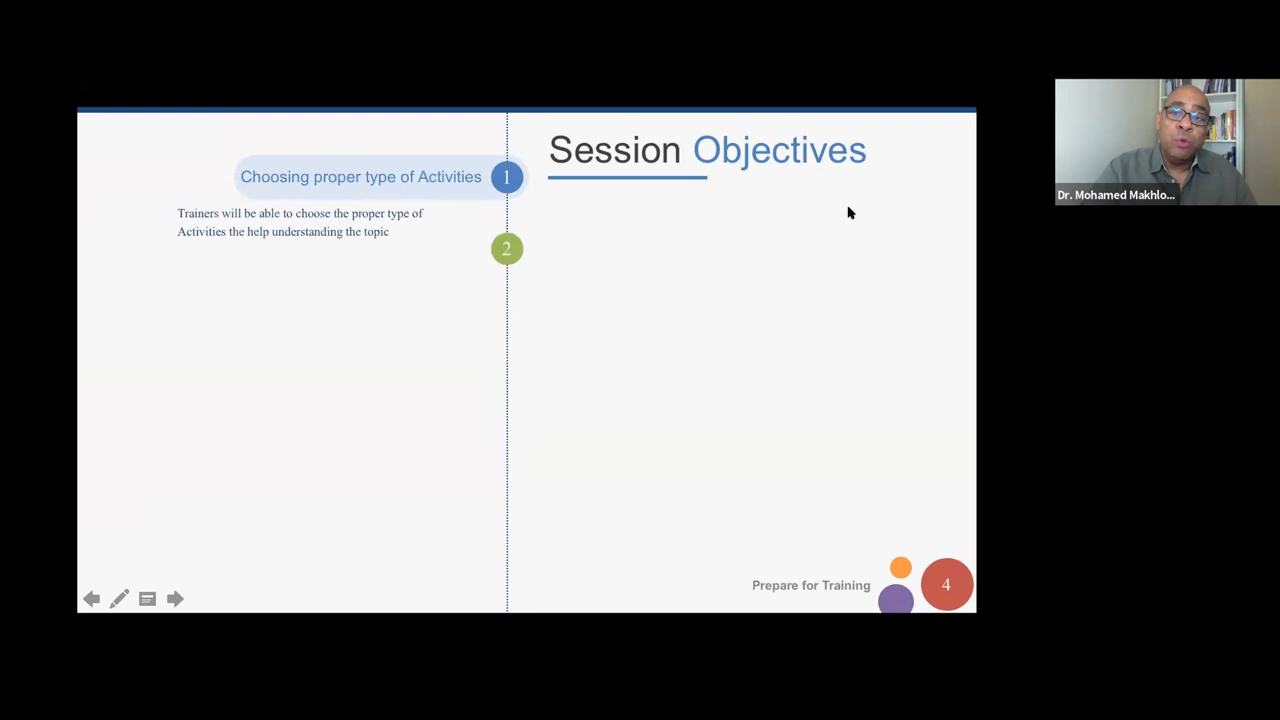 Session Objectives
Choosing proper type of Activities 1
Trainers will be able to choose the proper type of
Activities the help understanding the topic
2
Prepare for Training 4
Dr. Mohamed Makhlo...